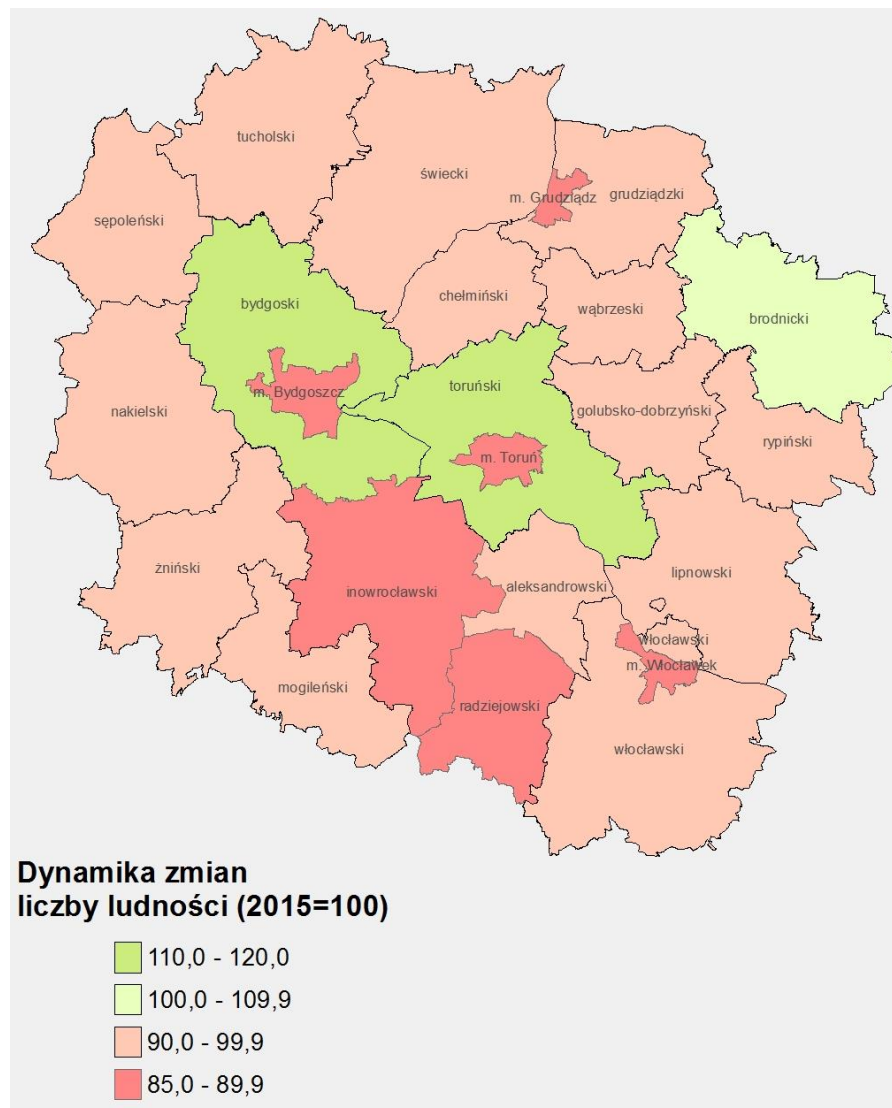 tucholski
świecki
m. Grudziądz
grudziądzki
sępoleński
bydgoski
chełmiński
wąbrzeski
brodnicki
m. Bydgoszcz
toruński
nakielski
golubsko-dobrzyński
rypiński
m. Toruń
żniński
inowrocławski
aleksandrowski
lipnowski
włocławski
m. Włocławek
mogileński
radziejowski
włocławski
Dynamika zmian
liczby ludności (2015=100)
110,0 - 120,0
100,0 - 109,9
90,0 - 99,9
85,0 - 89,9